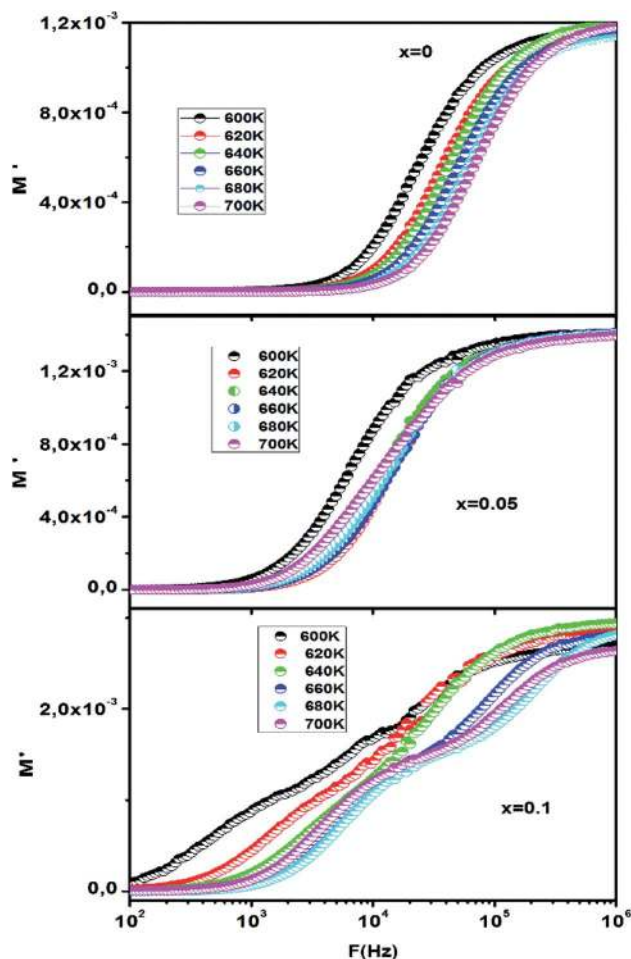 1,2x10⁻³
x=0
8,0x10⁻⁴
600K
620K
640K
660K
680K
700K
M '
4,0x10⁻⁴
0,0
1,2x10⁻³
600K
620K
640K
660K
680K
700K
8,0x10⁻⁴
M '
4,0x10⁻⁴
x=0.05
0,0
600K
620K
640K
660K
680K
700K
2,0x10⁻³
M'
x=0.1
0,0
10² 10³ 10⁴ 10⁵ 10⁶
F(Hz)